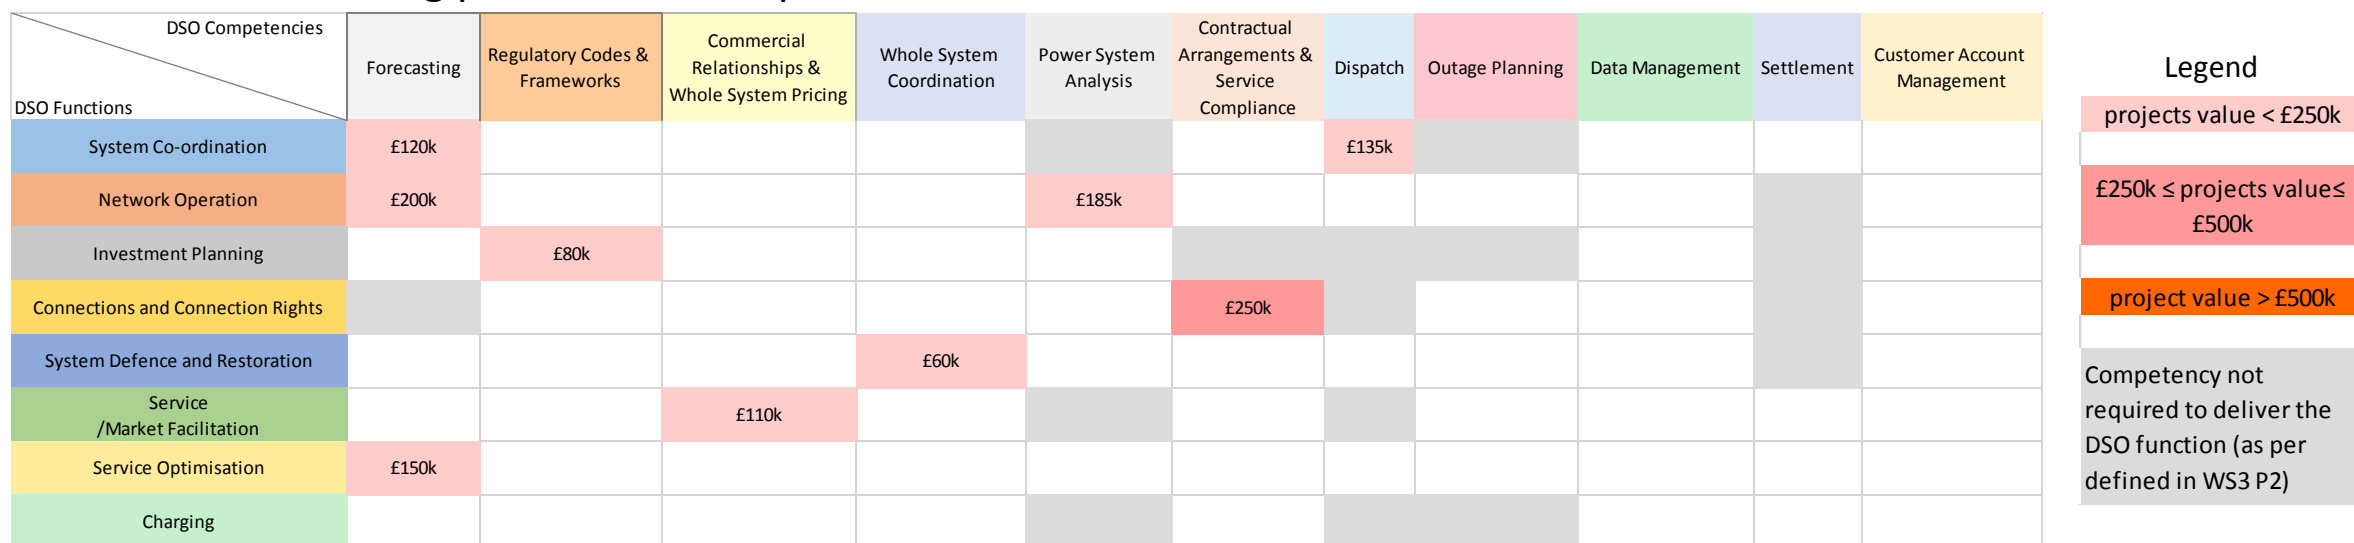 DSO Competencies
DSO Functions
Forecasting
Regulatory Codes &
Frameworks
Commercial
Relationships &
Whole System Pricing
Whole System
Coordination
Power System
Analysis
Contractual
Arrangements &
Service
Compliance
Dispatch
Outage Planning
Data Management
Settlement
Customer Account
Management
System Co-ordination
£120k
£135k
Network Operation
£200k
£185k
Investment Planning
£80k
Connections and Connection Rights
£250k
System Defence and Restoration
£60k
Service
/Market Facilitation
£110k
Service Optimisation
£150k
Charging
Legend
projects value < £250k
£250k ≤ projects value≤
£500k
project value > £500k
Competency not
required to deliver the
DSO function (as per
defined in WS3 P2)